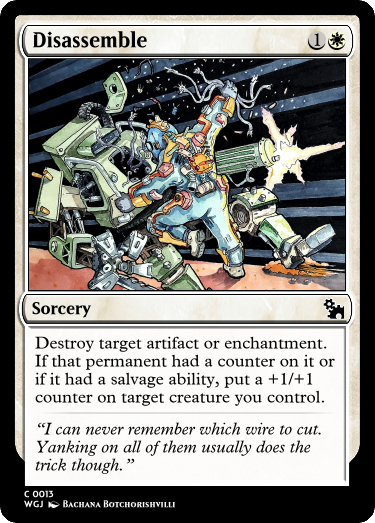 Disassemble 1
Sorcery
Destroy target artifact or enchantment.
If that permanent had a counter on it or
if it had a salvage ability, put a +1/+1
counter on target creature you control.
“I can never remember which wire to cut.
Yanking on all of them usually does the
trick though.”
C 0013
WGJ Bachana Botchorishvilli